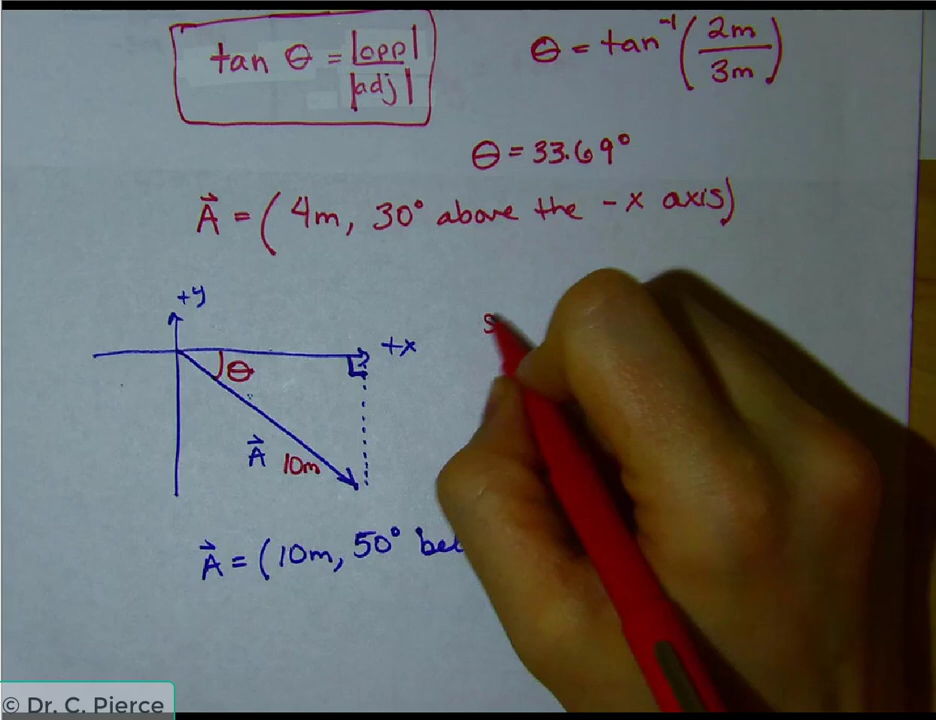 tan θ = |opp| / |adj|
θ = tan⁻¹(2m / 3m)
θ = 33.69°
A⃗ = (4m, 30° above the -x axis)
+y
+x
θ
A⃗ 10m
A⃗ = (10m, 50°
© Dr. C. Pierce